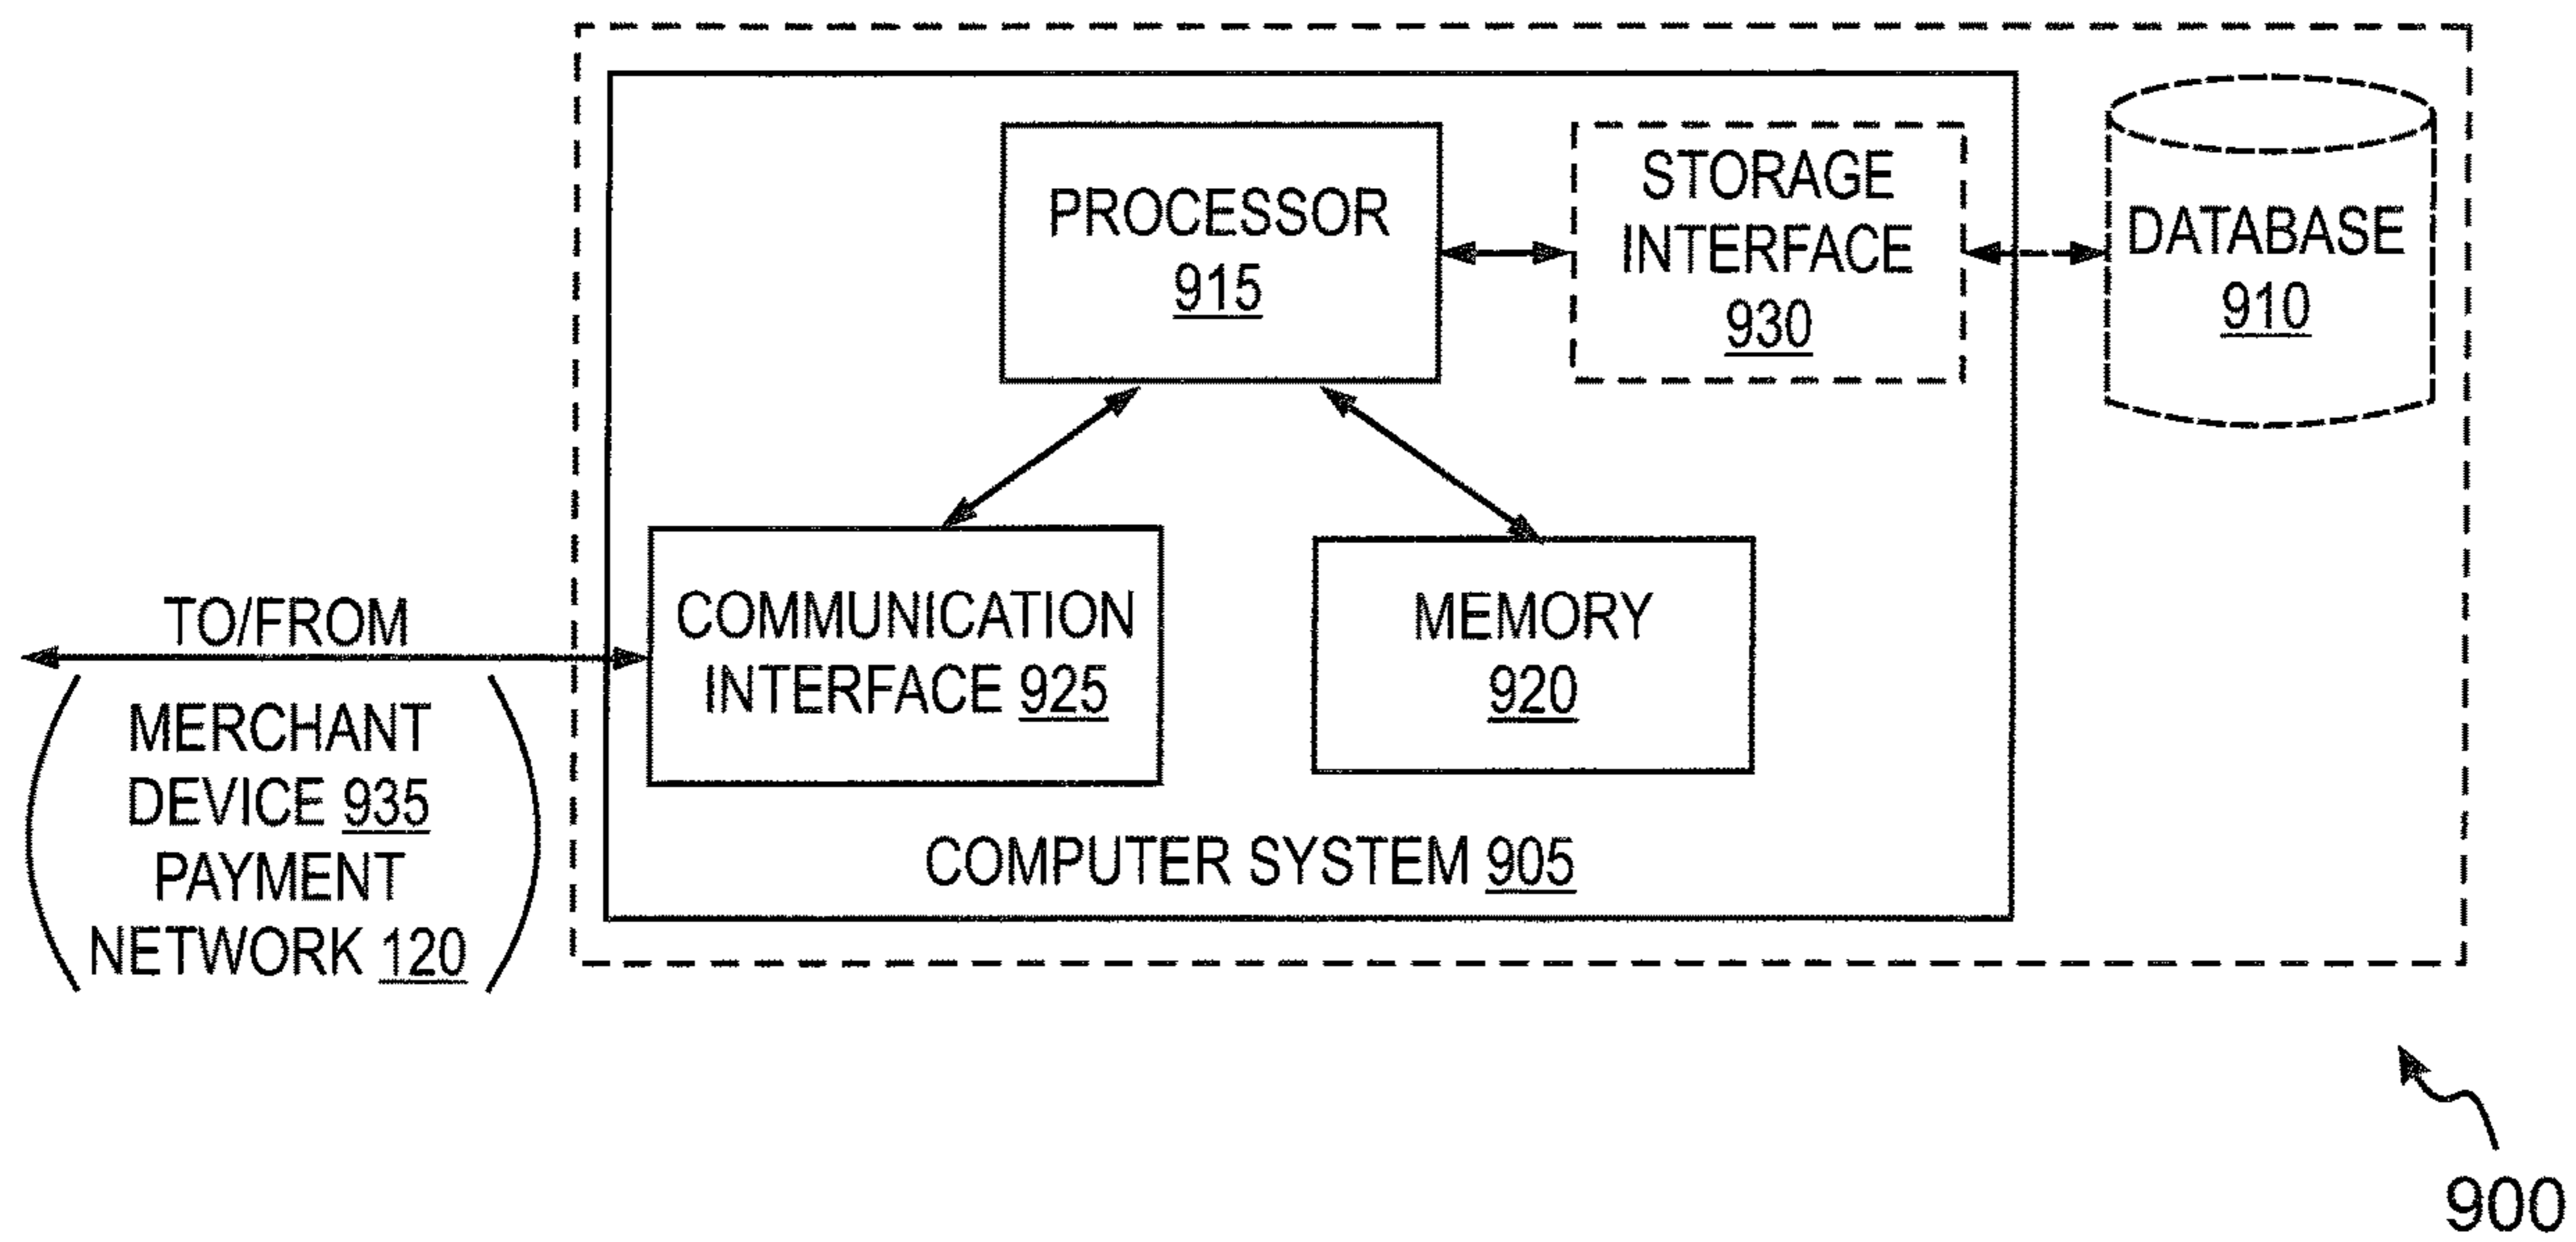 PROCESSOR
915
STORAGE
INTERFACE
930
DATABASE
910
TO/FROM
MERCHANT
DEVICE 935
PAYMENT
NETWORK 120
COMMUNICATION
INTERFACE 925
MEMORY
920
COMPUTER SYSTEM 905
900